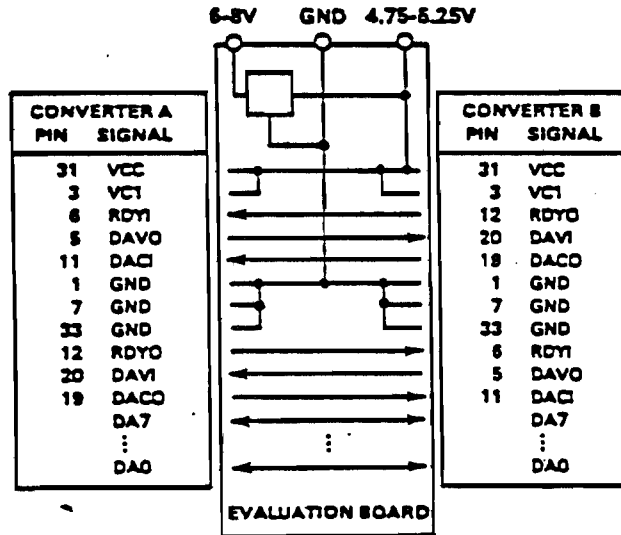 6-8V GND 4.75-5.25V
CONVERTER A
PIN SIGNAL
31 VCC
3 VC1
6 RDYI
5 DAVO
11 DACI
1 GND
7 GND
33 GND
12 RDYO
20 DAVI
19 DACO
DA7
⋮
DA0
⋮
EVALUATION BOARD
CONVERTER B
PIN SIGNAL
31 VCC
3 VC1
12 RDYO
20 DAVI
19 DACO
1 GND
7 GND
33 GND
6 RDYI
5 DAVO
11 DACI
DA7
⋮
DA0